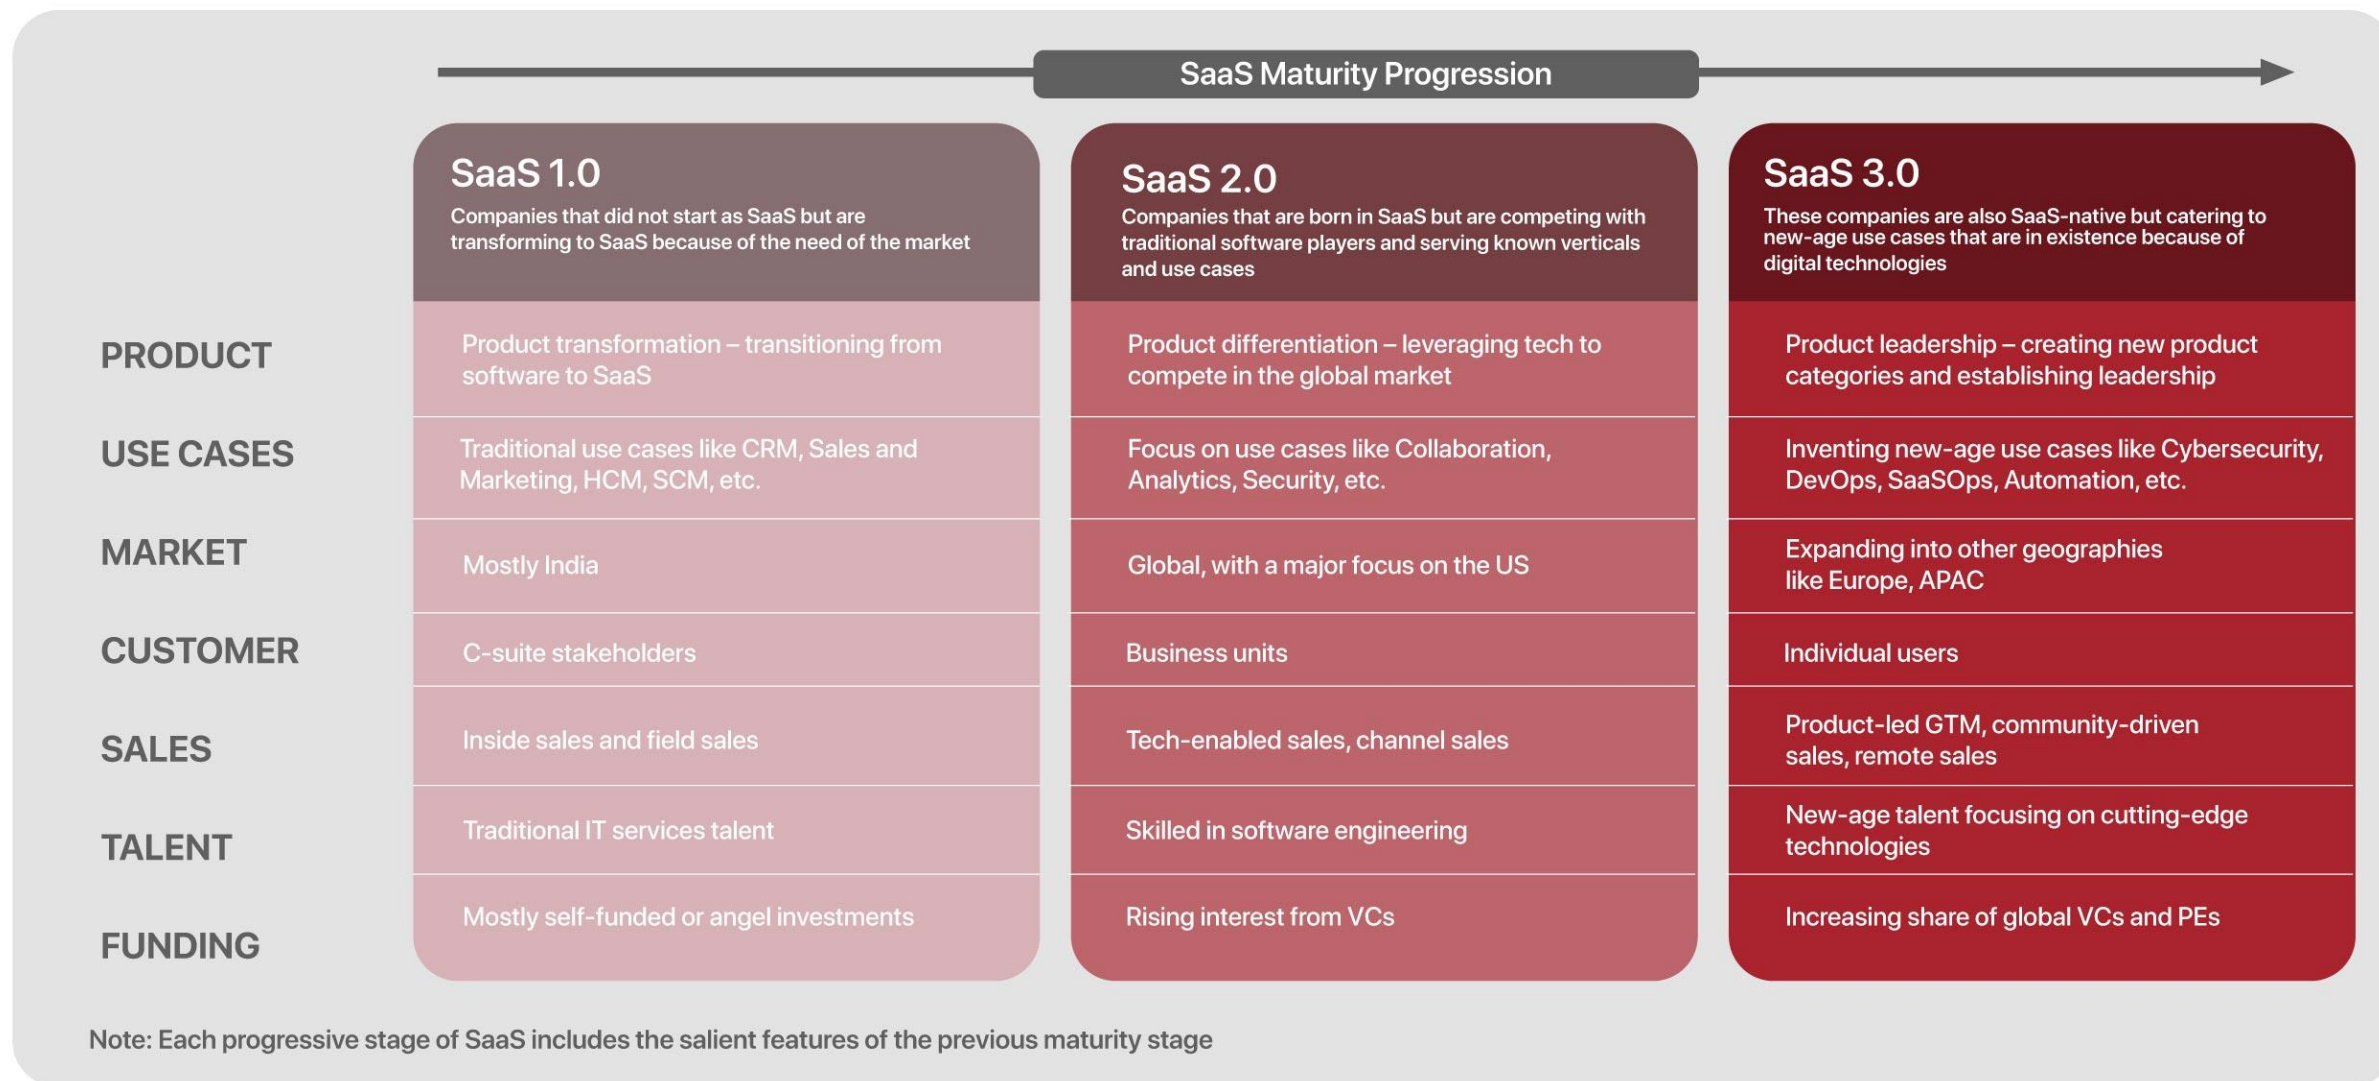 SaaS Maturity Progression
SaaS 1.0
Companies that did not start as SaaS but are
transforming to SaaS because of the need of the market
SaaS 2.0
Companies that are born in SaaS but are competing with
traditional software players and serving known verticals
and use cases
SaaS 3.0
These companies are also SaaS-native but catering to
new-age use cases that are in existence because of
digital technologies
PRODUCT
Product transformation – transitioning from
software to SaaS
Product differentiation – leveraging tech to
compete in the global market
Product leadership – creating new product
categories and establishing leadership
USE CASES
Traditional use cases like CRM, Sales and
Marketing, HCM, SCM, etc.
Focus on use cases like Collaboration,
Analytics, Security, etc.
Inventing new-age use cases like Cybersecurity,
DevOps, SaaSOps, Automation, etc.
MARKET
Mostly India
Global, with a major focus on the US
Expanding into other geographies
like Europe, APAC
CUSTOMER
C-suite stakeholders
Business units
Individual users
SALES
Inside sales and field sales
Tech-enabled sales, channel sales
Product-led GTM, community-driven
sales, remote sales
TALENT
Traditional IT services talent
Skilled in software engineering
New-age talent focusing on cutting-edge
technologies
FUNDING
Mostly self-funded or angel investments
Rising interest from VCs
Increasing share of global VCs and PEs
Note: Each progressive stage of SaaS includes the salient features of the previous maturity stage